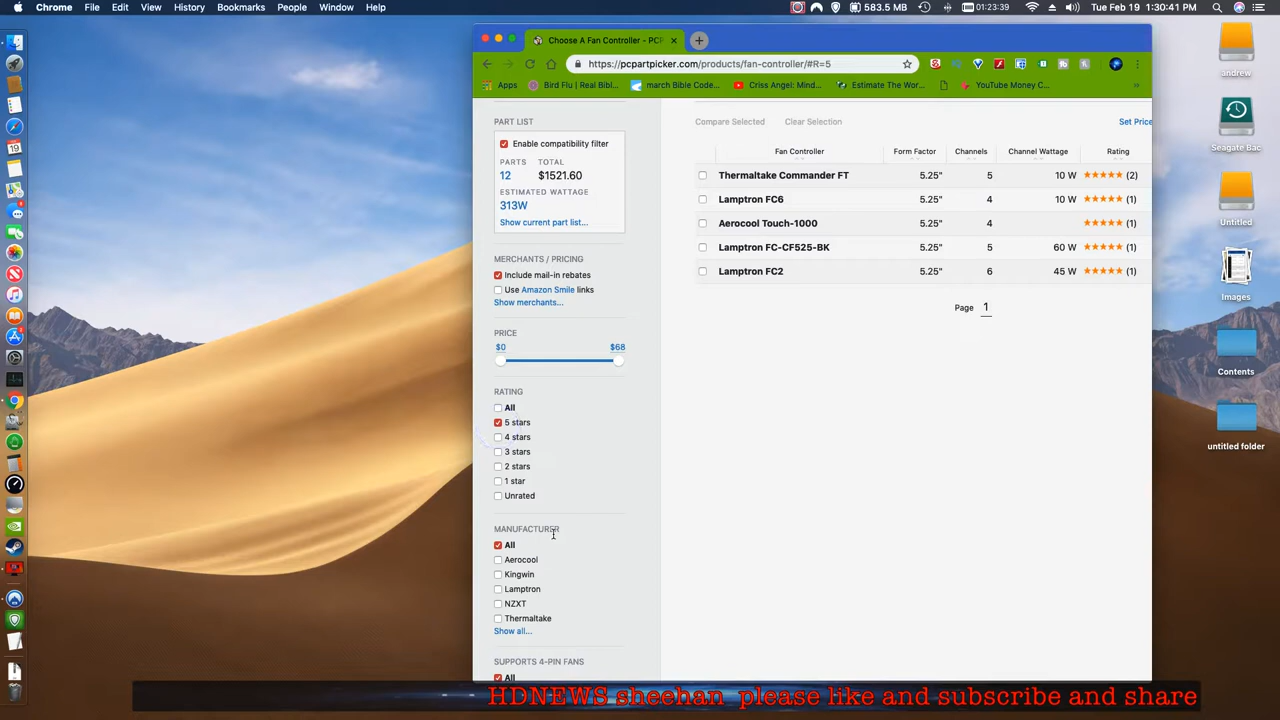 Chrome File Edit View History Bookmarks People Window Help
583.5 MB 01:23:39 Tue Feb 19 1:30:41 PM
Choose A Fan Controller - PCP
https://pcpartpicker.com/products/fan-controller/#R=5
Apps Bird Flu | Real Bibl... march Bible Code... Criss Angel: Mind... Estimate The Wor... YouTube Money C... »
PART LIST
Enable compatibility filter
PARTS TOTAL
12 $1521.60
ESTIMATED WATTAGE
313W
Show current part list...
MERCHANTS / PRICING
Include mail-in rebates
Use Amazon Smile links
Show merchants...
PRICE
$0 $68
RATING
All
5 stars
4 stars
3 stars
2 stars
1 star
Unrated
MANUFACTURER
All
Aerocool
Kingwin
Lamptron
NZXT
Thermaltake
Show all...
SUPPORTS 4-PIN FANS
All
Compare Selected Clear Selection Set Price
Fan Controller Form Factor Channels Channel Wattage Rating
Thermaltake Commander FT 5.25" 5 10 W ★★★★★ (2)
Lamptron FC6 5.25" 4 10 W ★★★★★ (1)
Aerocool Touch-1000 5.25" 4 ★★★★★ (1)
Lamptron FC-CF525-BK 5.25" 5 60 W ★★★★★ (1)
Lamptron FC2 5.25" 6 45 W ★★★★★ (1)
Page 1
andrew
Seagate Bac
Untitled
Images
Contents
untitled folder
HDNEWS sheehan please like and subscribe and share